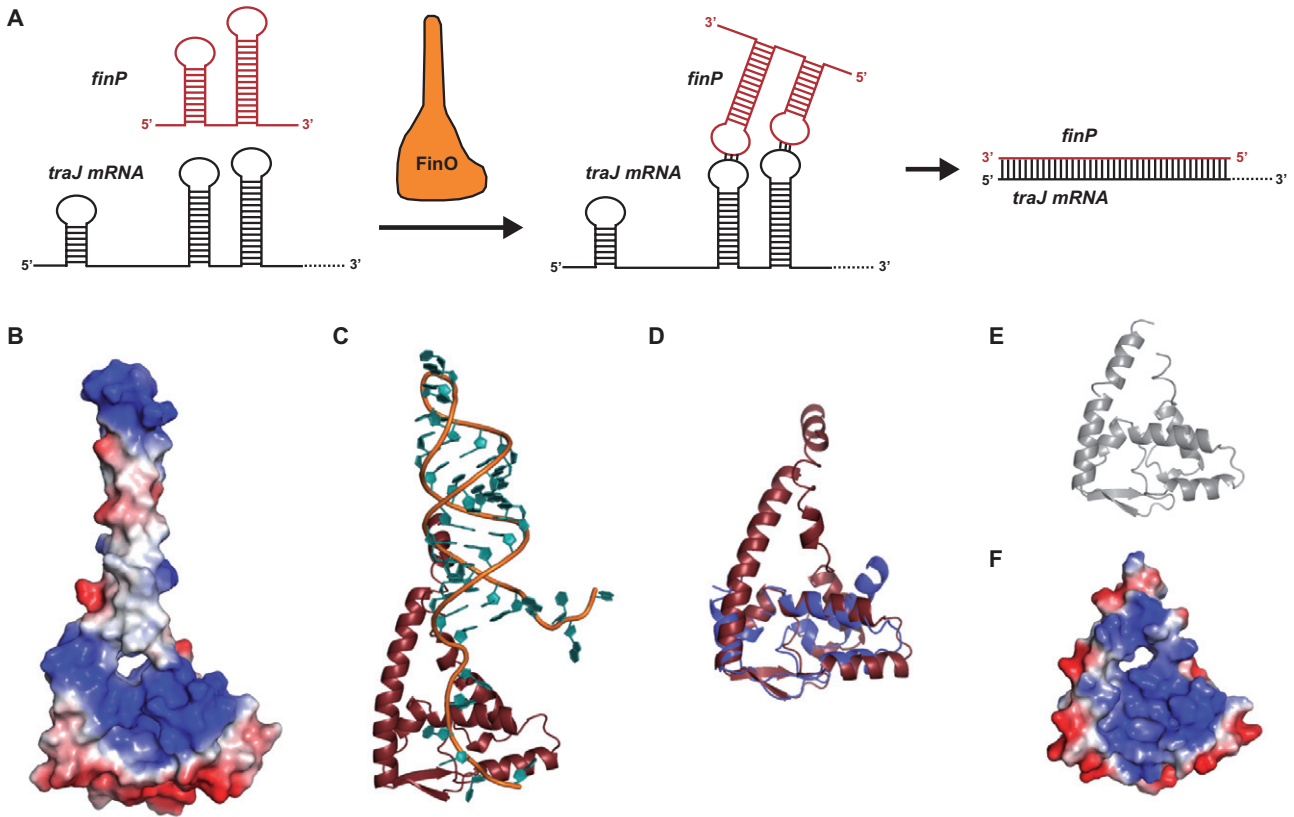 A
finP
5'
3'
traJ mRNA
5'
3'
FinO
3'
finP
5'
traJ mRNA
5'
3'
finP
3'
5'
5'
3'
traJ mRNA
B
C
D
E
F